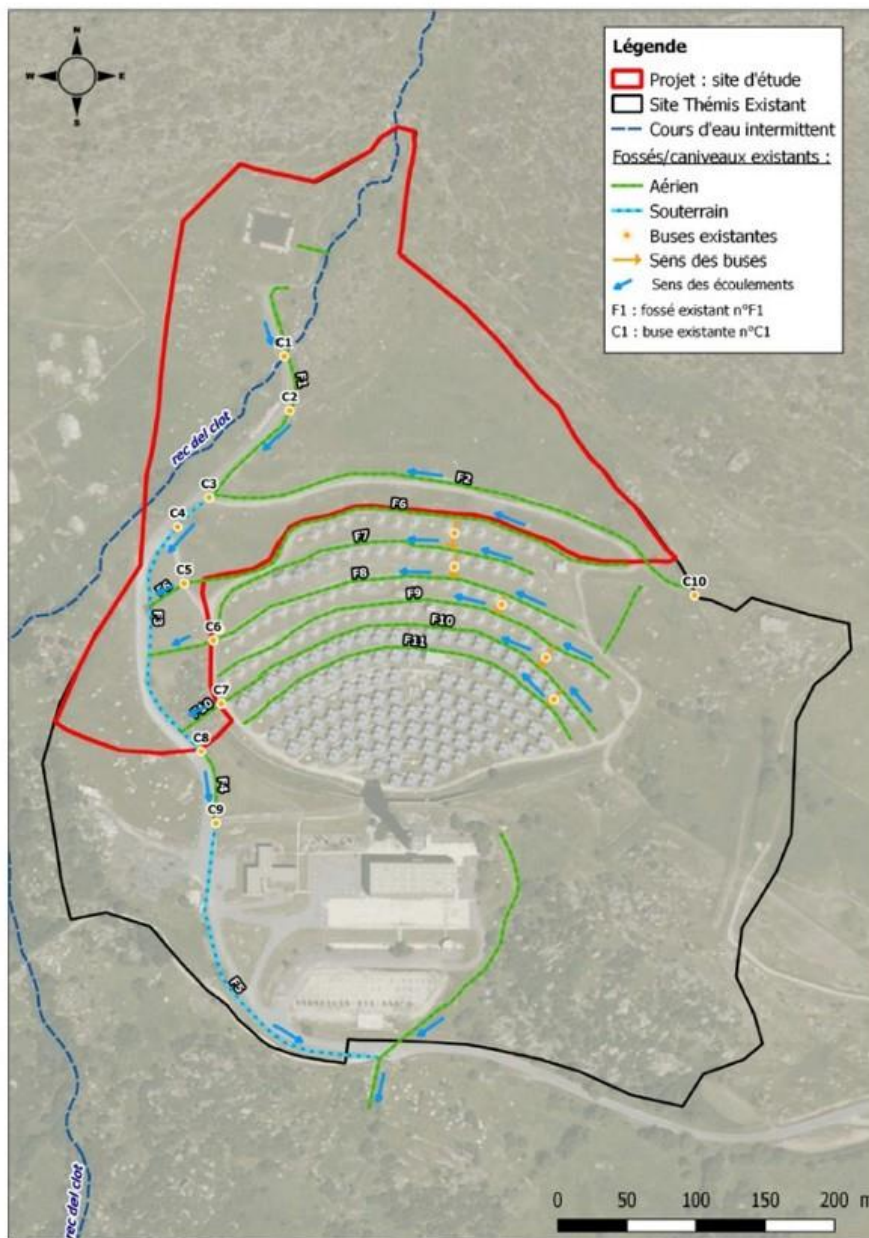 N
W
E
S
Légende
Projet : site d'étude
Site Thémis Existant
Cours d'eau intermittent
Fossés/caniveaux existants :
Aérien
Souterrain
Buses existantes
Sens des buses
Sens des écoulements
F1 : fossé existant n°F1
C1 : buse existante n°C1
C1
F1
C2
rec del clot
C3
F2
C4
F6
F7
C5
F6
F8
F3
F9
C6
F10
F11
C10
C7
F10
C8
F4
C9
F5
rec del clot
0 50 100 150 200 m